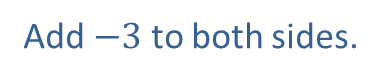 Add −3 to both sides.